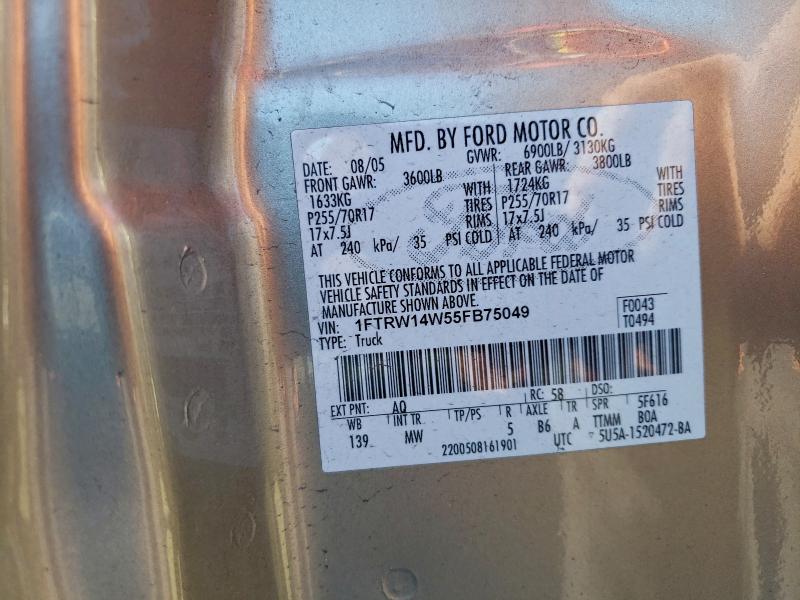 MFD. BY FORD MOTOR CO.
DATE: 08/05 GVWR: 6900LB/ 3130KG
FRONT GAWR: 3600LB REAR GAWR: 3800LB
1633KG WITH 1724KG WITH
P255/70R17 TIRES P255/70R17 TIRES
17x7.5J RIMS 17x7.5J RIMS
AT 240 kPa/ 35 PSI COLD AT 240 kPa/ 35 PSI COLD
THIS VEHICLE CONFORMS TO ALL APPLICABLE FEDERAL MOTOR
VEHICLE SAFETY STANDARDS IN EFFECT ON THE DATE OF
MANUFACTURE SHOWN ABOVE.
VIN: 1FTRW14W55FB75049 F0043
TYPE: Truck T0494
EXT PNT: AQ RC: 58 DSO:
WB INT TR TP/PS R AXLE TR SPR 5F616
139 MW 5 B6 A TTMM BOA
2200508161901 UTC 5U5A-1520472-BA
Ford